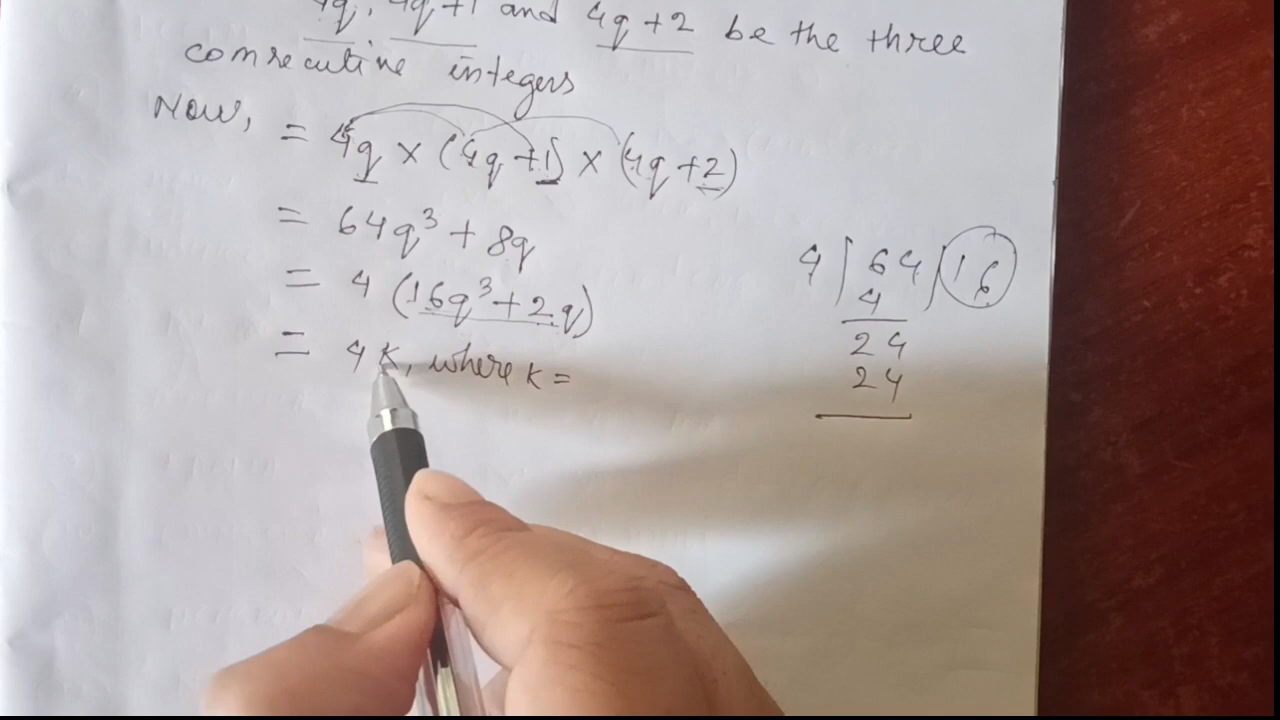 4q, 4q+1 and 4q+2 be the three
consecutive integers
Now, = 4q × (4q+1) × (4q+2)
= 64q³ + 8q
= 4 (16q³+2q)
= 4K, where K =
4 ) 64 ( 16
4
24
24